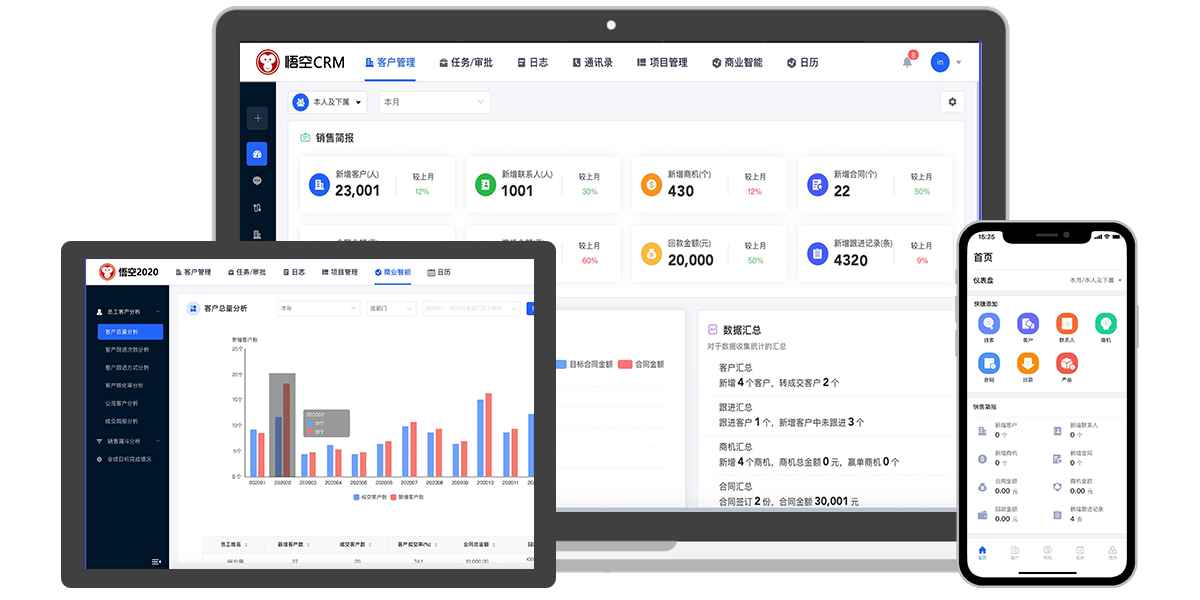 悟空CRM
客户管理
任务/审批
日志
通讯录
项目管理
商业智能
日历
8
in
本人及下属
本月
销售简报
新增客户(人)
23,001
较上月
12%
新增联系人(人)
1001
较上月
30%
新增商机(个)
430
较上月
12%
新增合同(个)
22
较上月
50%
较上月
60%
回款金额(元)
20,000
较上月
50%
新增跟进记录(条)
4320
较上月
9%
目标合同金额
合同金额
数据汇总
对于数据收集统计的汇总
客户汇总
新增 4 个客户，转成交客户 2 个
跟进汇总
跟进客户 1 个，新增客户中未跟进 3 个
商机汇总
新增 4 个商机，商机总金额 0 元，赢单商机 0 个
合同汇总
合同签订 2 份，合同金额 30,001 元
悟空2020
客户管理
任务/审批
日志
项目管理
商业智能
日历
员工客户分析
客户总量分析
客户跟进次数分析
客户跟进方式分析
客户转化率分析
公海客户分析
成交周期分析
销售漏斗分析
业绩目标完成情况
客户总量分析
本年
按部门
新增客户数
25个
20个
15个
10个
5个
0个
202002
202001
202002
202003
202004
202005
202006
202007
202008
202009
202010
202011
成交客户数
新增客户数
员工姓名
新增客户数
成交客户数
客户成交率(%)
合同总金额
15:25
首页
仪表盘
本月/本人及下属
快捷添加
线索
客户
联系人
商机
合同
回款
产品
销售简报
新增客户
0 个
新增联系人
0 个
新增商机
0 个
新增合同
0 个
合同金额
0.00 元
商机金额
0.00 元
回款金额
0.00 元
新增跟进记录
4 条
首页
客户